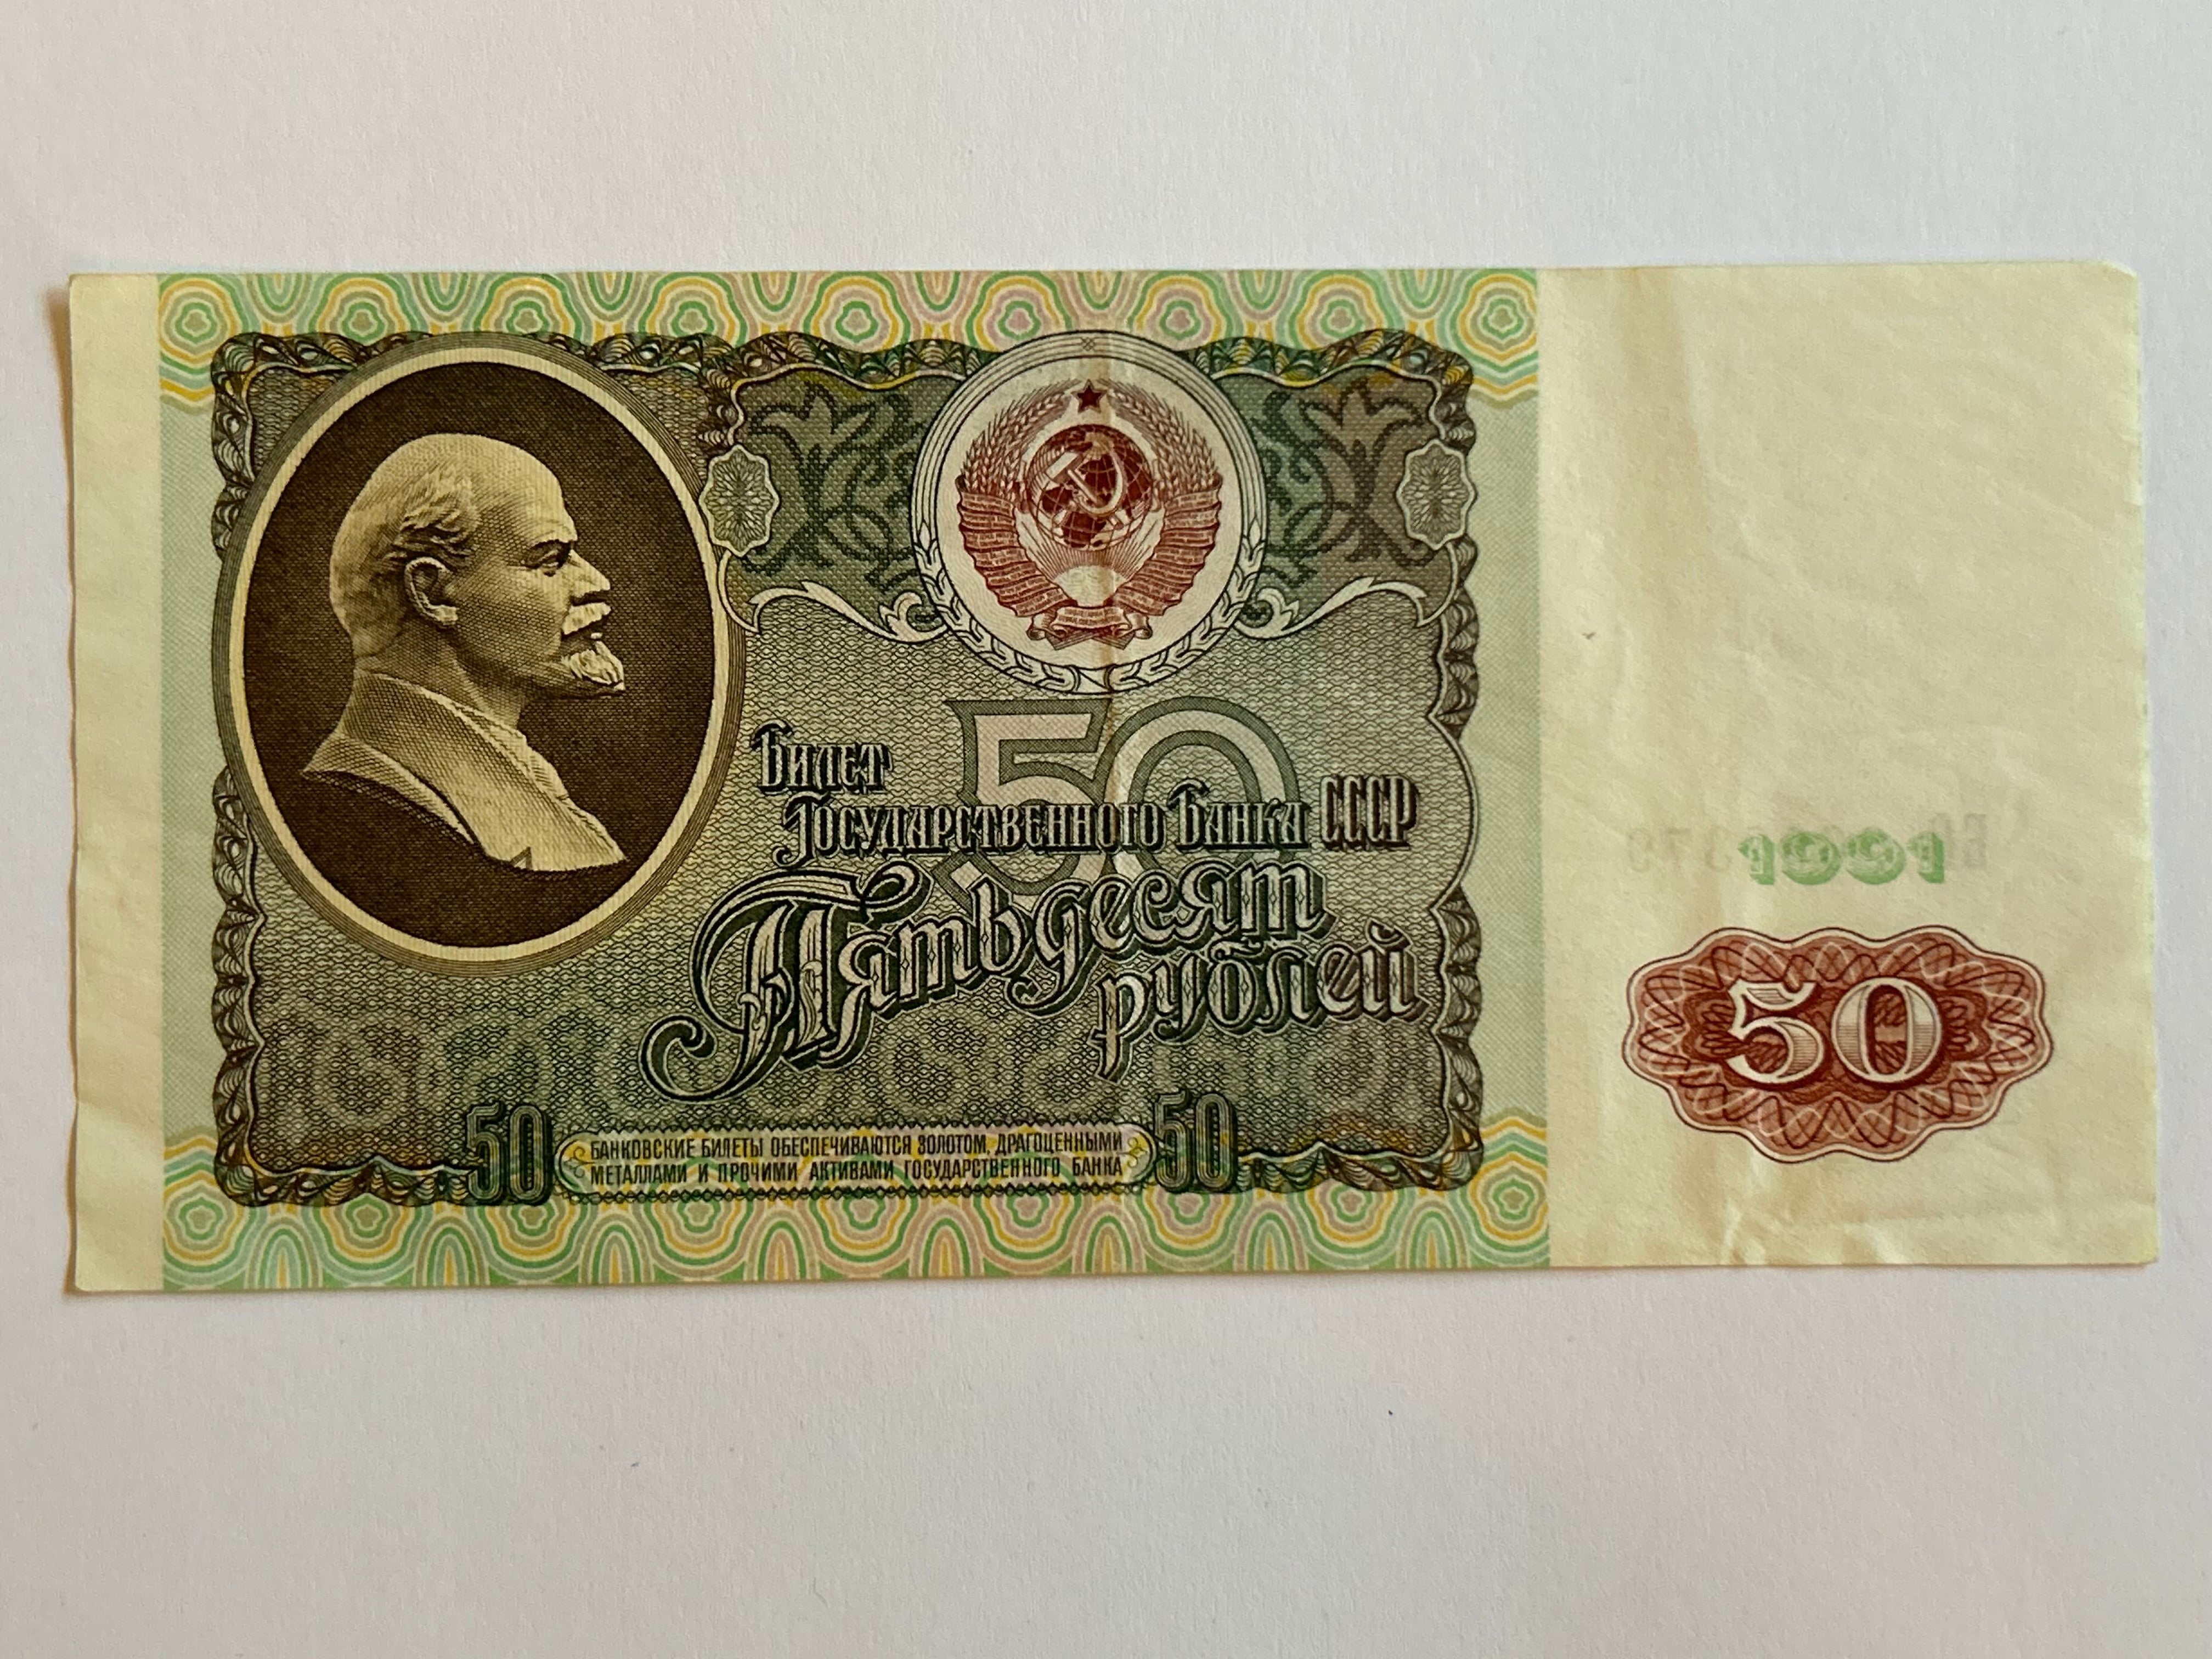 50
Билет
Государственного Банка СССР
Пятьдесят
рублей
1991
50
50
БАНКОВСКИЕ БИЛЕТЫ ОБЕСПЕЧИВАЮТСЯ ЗОЛОТОМ, ДРАГОЦЕННЫМИ
МЕТАЛЛАМИ И ПРОЧИМИ АКТИВАМИ ГОСУДАРСТВЕННОГО БАНКА
50